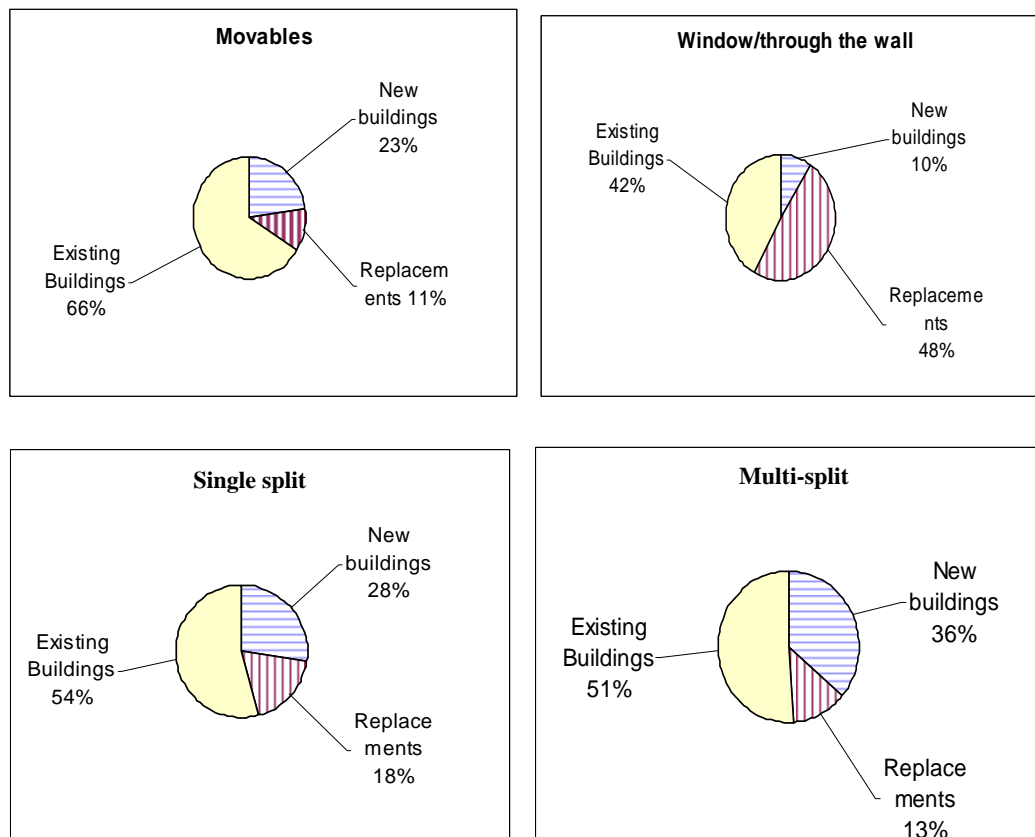 Movables
New
buildings
23%
Existing
Buildings
66%
Replacem
ents 11%
Window/through the wall
New
buildings
10%
Existing
Buildings
42%
Replaceme
nts
48%
Single split
New
buildings
28%
Existing
Buildings
54%
Replace
ments
18%
Multi-split
New
buildings
36%
Existing
Buildings
51%
Replace
ments
13%